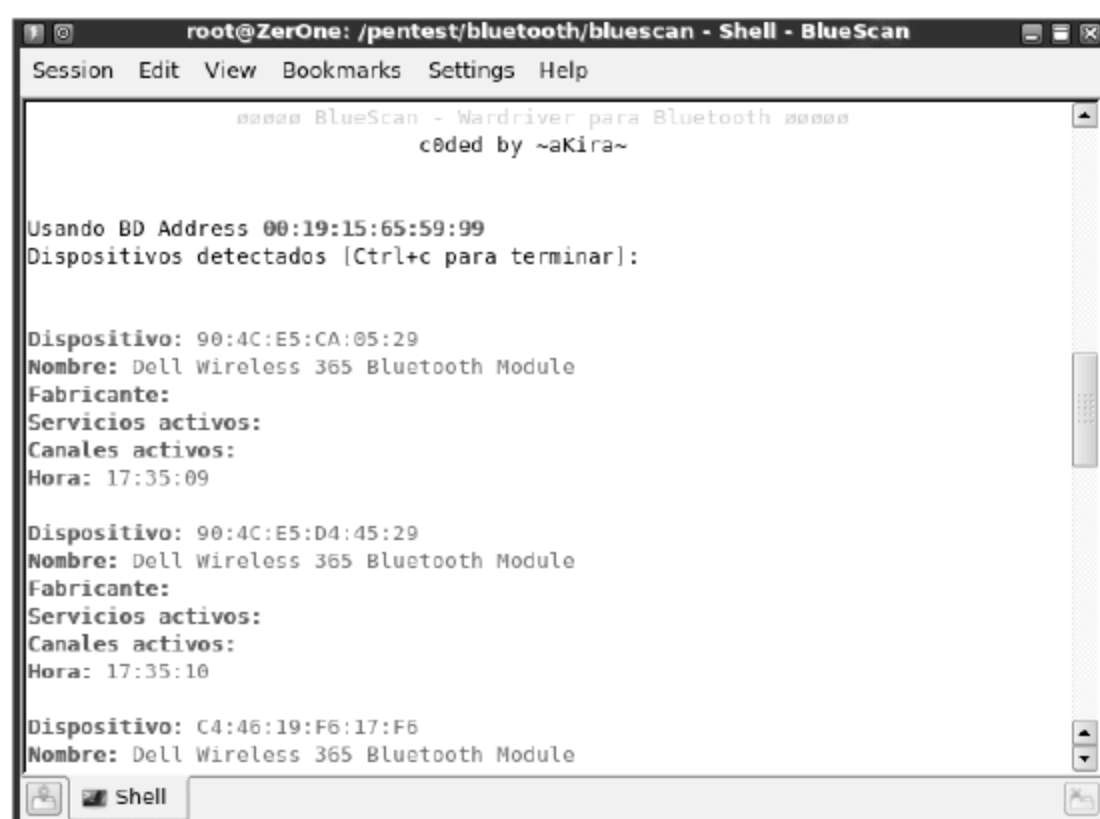 root@ZerOne: /pentest/bluetooth/bluescan - Shell - BlueScan
Session Edit View Bookmarks Settings Help
øøøøø BlueScan - Wardriver para Bluetooth øøøøø
c0ded by ~aKira~
Usando BD Address 00:19:15:65:59:99
Dispositivos detectados [Ctrl+c para terminar]:
Dispositivo: 90:4C:E5:CA:05:29
Nombre: Dell Wireless 365 Bluetooth Module
Fabricante:
Servicios activos:
Canales activos:
Hora: 17:35:09
Dispositivo: 90:4C:E5:D4:45:29
Nombre: Dell Wireless 365 Bluetooth Module
Fabricante:
Servicios activos:
Canales activos:
Hora: 17:35:10
Dispositivo: C4:46:19:F6:17:F6
Nombre: Dell Wireless 365 Bluetooth Module
Shell